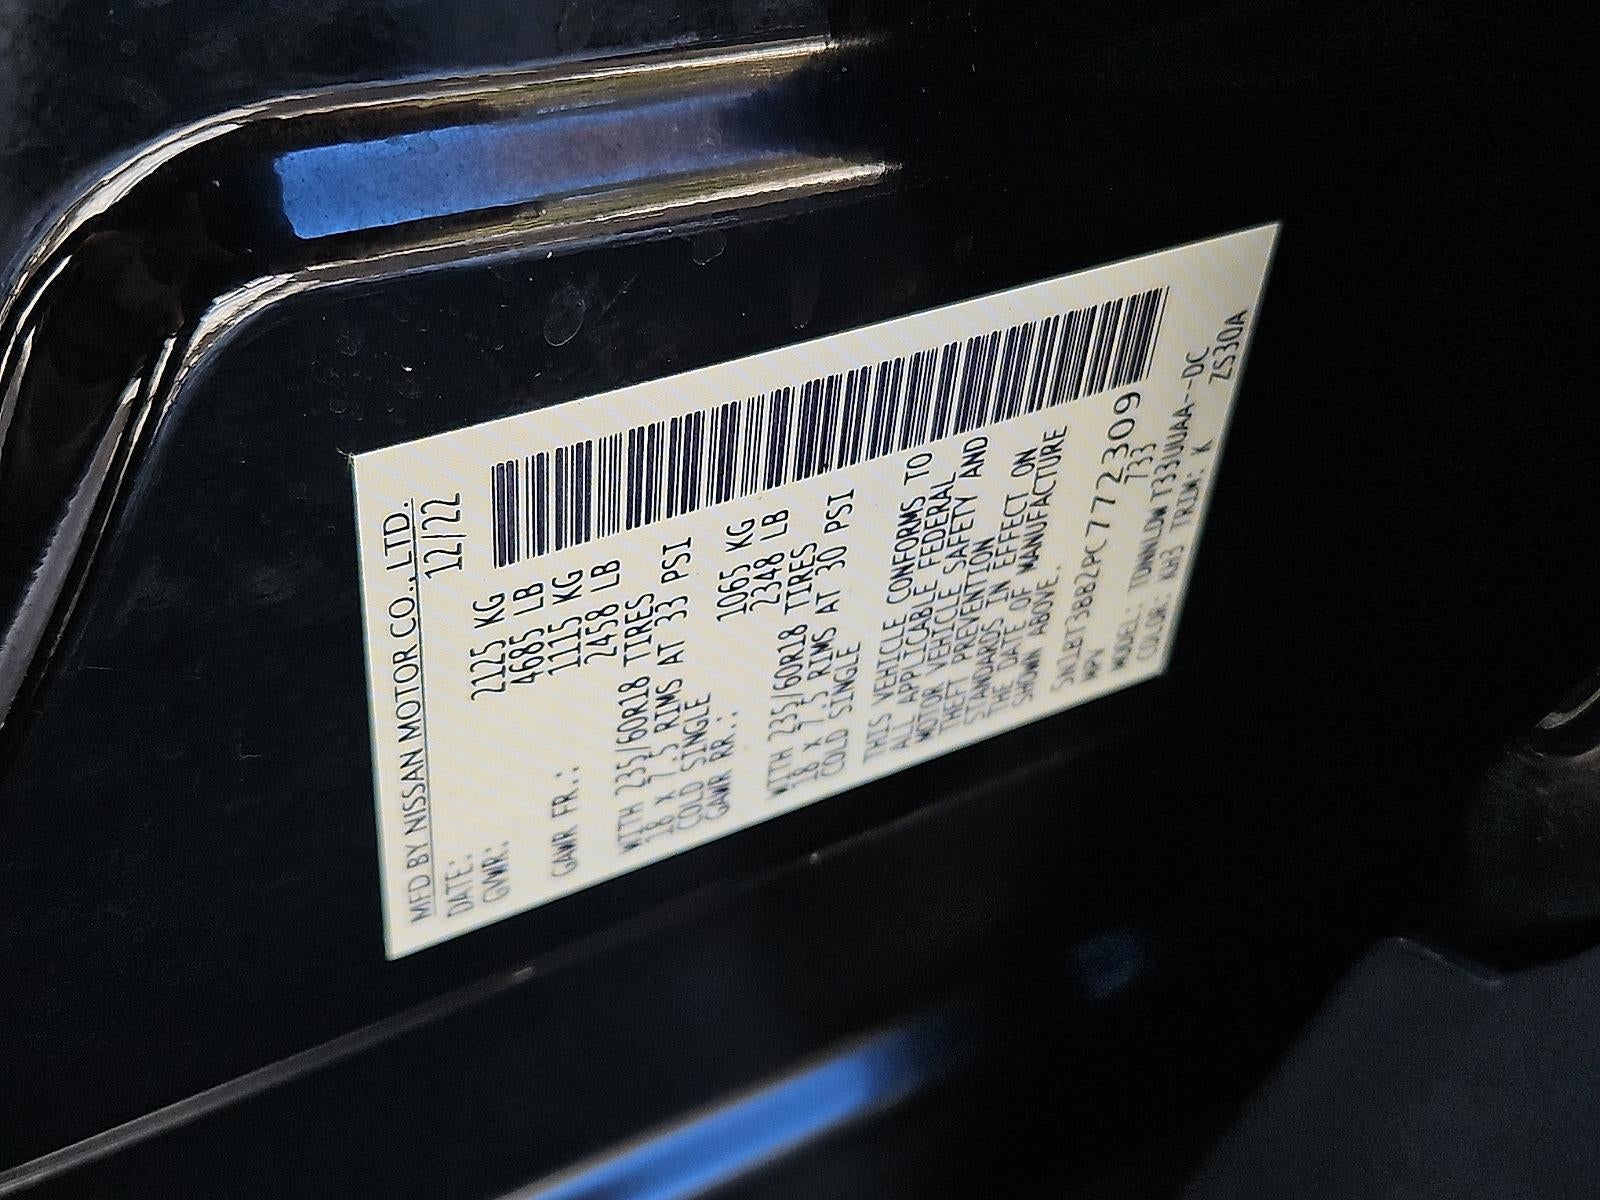 MFD BY NISSAN MOTOR CO., LTD.
DATE: 12/22
GVWR: 2125 KG
4685 LB
GAWR FR.: 1115 KG
2458 LB
WITH 235/60R18 TIRES
18 X 7.5 RIMS AT 33 PSI
COLD SINGLE
GAWR RR.: 1065 KG
2348 LB
WITH 235/60R18 TIRES
18 X 7.5 RIMS AT 30 PSI
COLD SINGLE
THIS VEHICLE CONFORMS TO
ALL APPLICABLE FEDERAL
MOTOR VEHICLE SAFETY AND
THEFT PREVENTION
STANDARDS IN EFFECT ON
THE DATE OF MANUFACTURE
SHOWN ABOVE.
5N1BT3BB2PC772309
MPV 733
MODEL: TDNNLDWT33UUAA--DC
COLOR: KH3 TRIM: K ZS30A